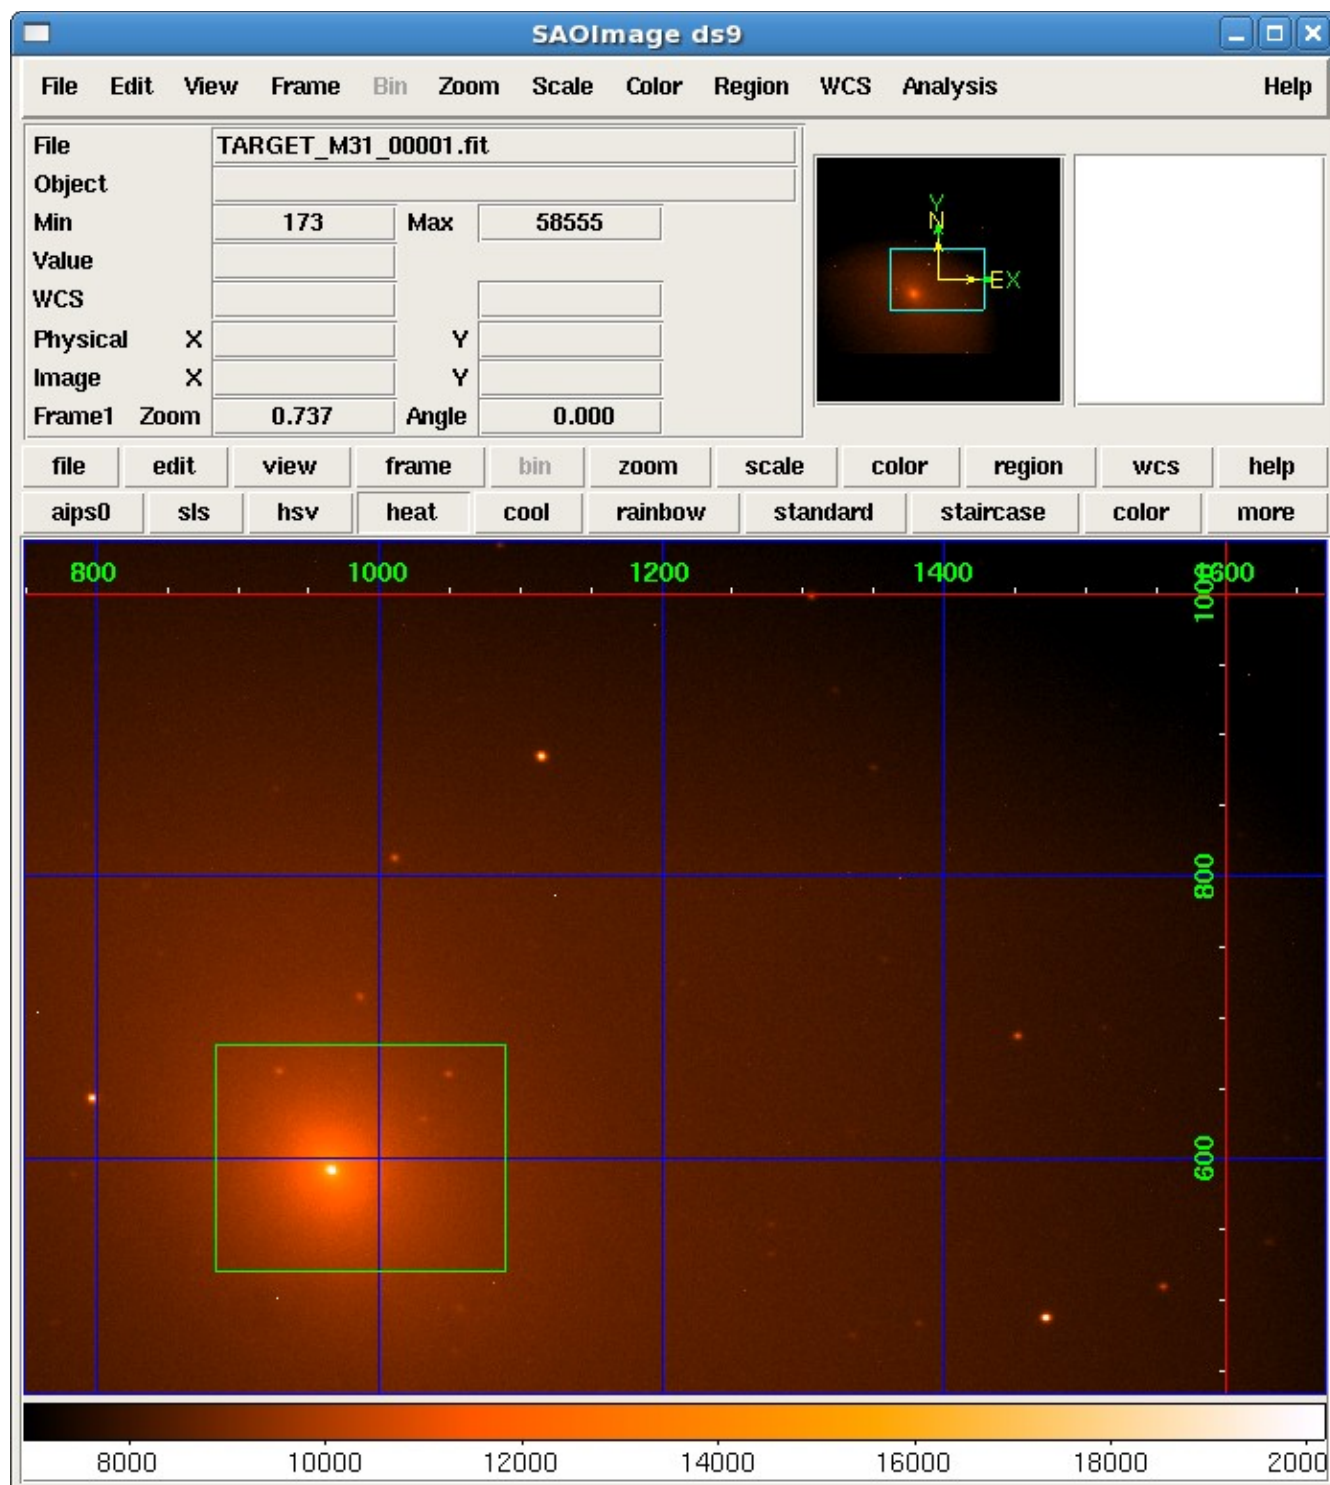 SAOImage ds9
File Edit View Frame Bin Zoom Scale Color Region WCS Analysis Help
File TARGET_M31_00001.fit
Object
Min 173 Max 58555
Value
WCS
Physical X Y
Image X Y
Frame1 Zoom 0.737 Angle 0.000
Y
N
E X
file edit view frame bin zoom scale color region wcs help
aips0 sls hsv heat cool rainbow standard staircase color more
800 1000 1200 1400 1600
1000
800
600
8000 10000 12000 14000 16000 18000 2000